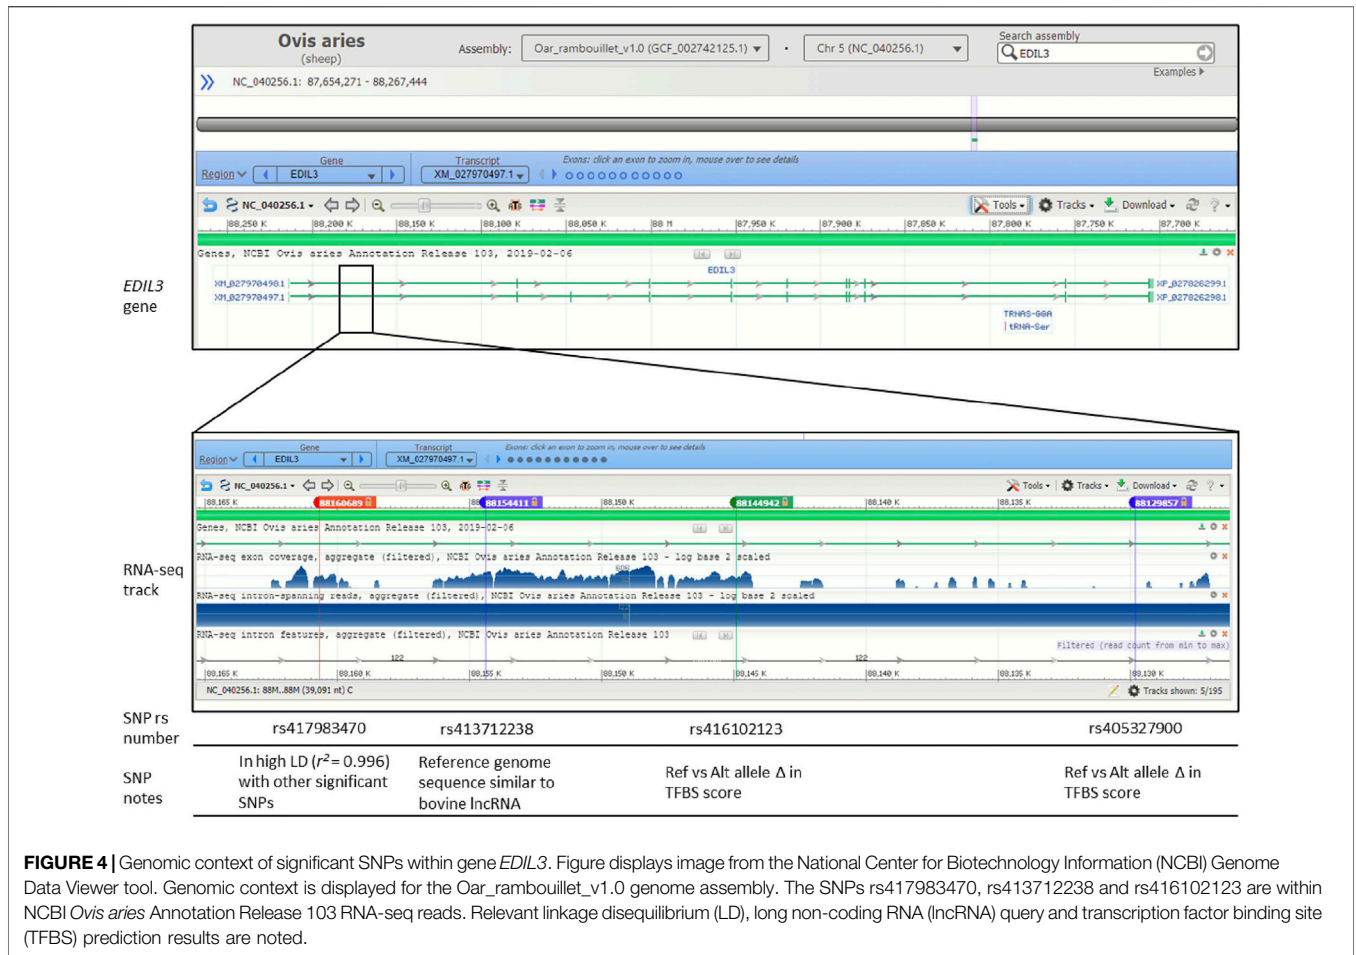 Ovis aries
(sheep)
Assembly: Oar_rambouillet_v1.0 (GCF_002742125.1) Chr 5 (NC_040256.1)
Search assembly
EDIL3
Examples
NC_040256.1: 87,654,271 - 88,267,444
Gene Transcript Exons: click an exon to zoom in, mouse over to see details
Region EDIL3 XM_027970497.1
NC_040256.1 Tools Tracks Download ?
88,250 K 88,200 K 88,150 K 88,100 K 88,050 K 88 M 87,950 K 87,900 K 87,850 K 87,800 K 87,750 K 87,700 K
Genes, NCBI Ovis aries Annotation Release 103, 2019-02-06
EDIL3
XM_027970498.1 XP_027826299.1
XM_027970497.1 XP_027826298.1
TRNAS-GGA
tRNA-Ser
EDIL3
gene
Gene Transcript Exons: click an exon to zoom in, mouse over to see details
Region EDIL3 XM_027970497.1
NC_040256.1 Tools Tracks Download ?
88,165 K 88160689 88154411 88,150 K 88144942 88,140 K 88,135 K 88129857
Genes, NCBI Ovis aries Annotation Release 103, 2019-02-06
RNA-seq exon coverage, aggregate (filtered), NCBI Ovis aries Annotation Release 103 - log base 2 scaled
RNA-seq intron-spanning reads, aggregate (filtered), NCBI Ovis aries Annotation Release 103 - log base 2 scaled
122
RNA-seq intron features, aggregate (filtered), NCBI Ovis aries Annotation Release 103
Filtered (read count from min to max)
122 122
88,165 K 88,160 K 88,155 K 88,150 K 88,145 K 88,140 K 88,135 K 88,130 K
NC_040256.1: 88M..88M (39,091 nt) C Tracks shown: 5/195
RNA-seq
track
SNP rs
number
rs417983470 rs413712238 rs416102123 rs405327900
SNP
notes
In high LD (r² = 0.996)
with other significant
SNPs
Reference genome
sequence similar to
bovine lncRNA
Ref vs Alt allele Δ in
TFBS score
Ref vs Alt allele Δ in
TFBS score
FIGURE 4 | Genomic context of significant SNPs within gene EDIL3. Figure displays image from the National Center for Biotechnology Information (NCBI) Genome
Data Viewer tool. Genomic context is displayed for the Oar_rambouillet_v1.0 genome assembly. The SNPs rs417983470, rs413712238 and rs416102123 are within
NCBI Ovis aries Annotation Release 103 RNA-seq reads. Relevant linkage disequilibrium (LD), long non-coding RNA (lncRNA) query and transcription factor binding site
(TFBS) prediction results are noted.